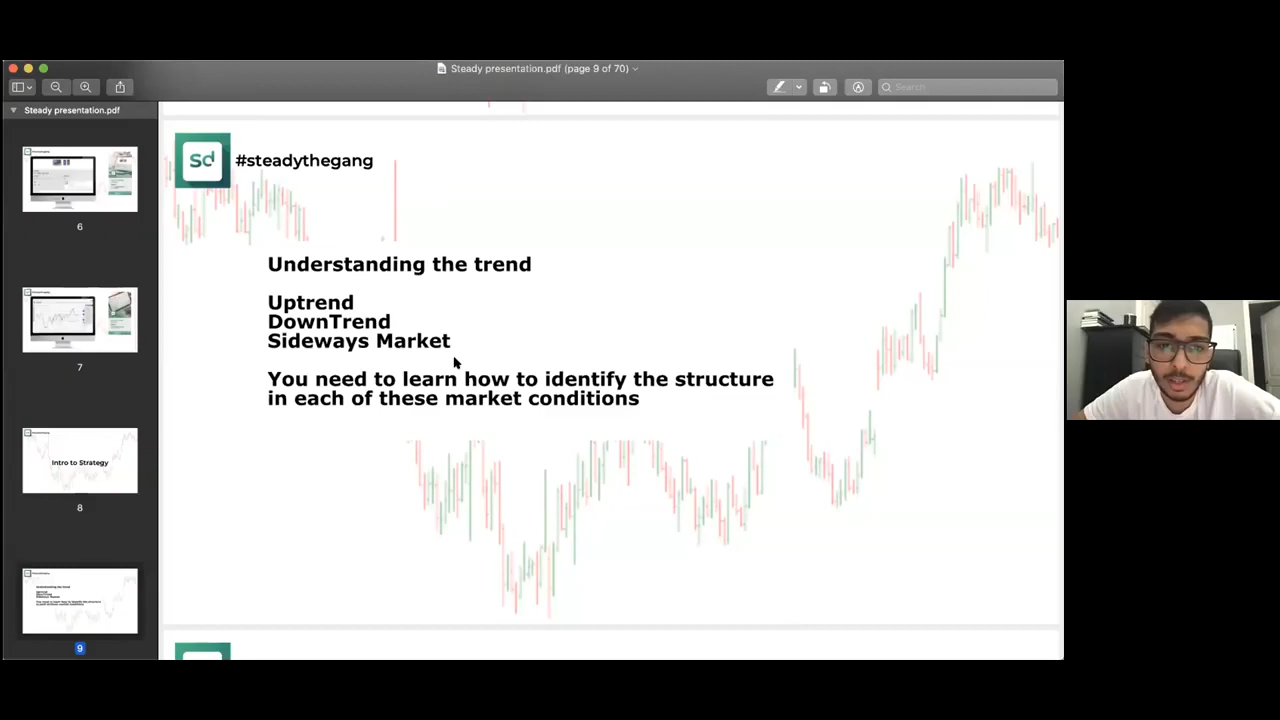 Steady presentation.pdf (page 9 of 70)
Search
Steady presentation.pdf
6
7
Intro to Strategy
8
9
Sd
#steadythegang
Understanding the trend
Uptrend
DownTrend
Sideways Market
You need to learn how to identify the structure
in each of these market conditions